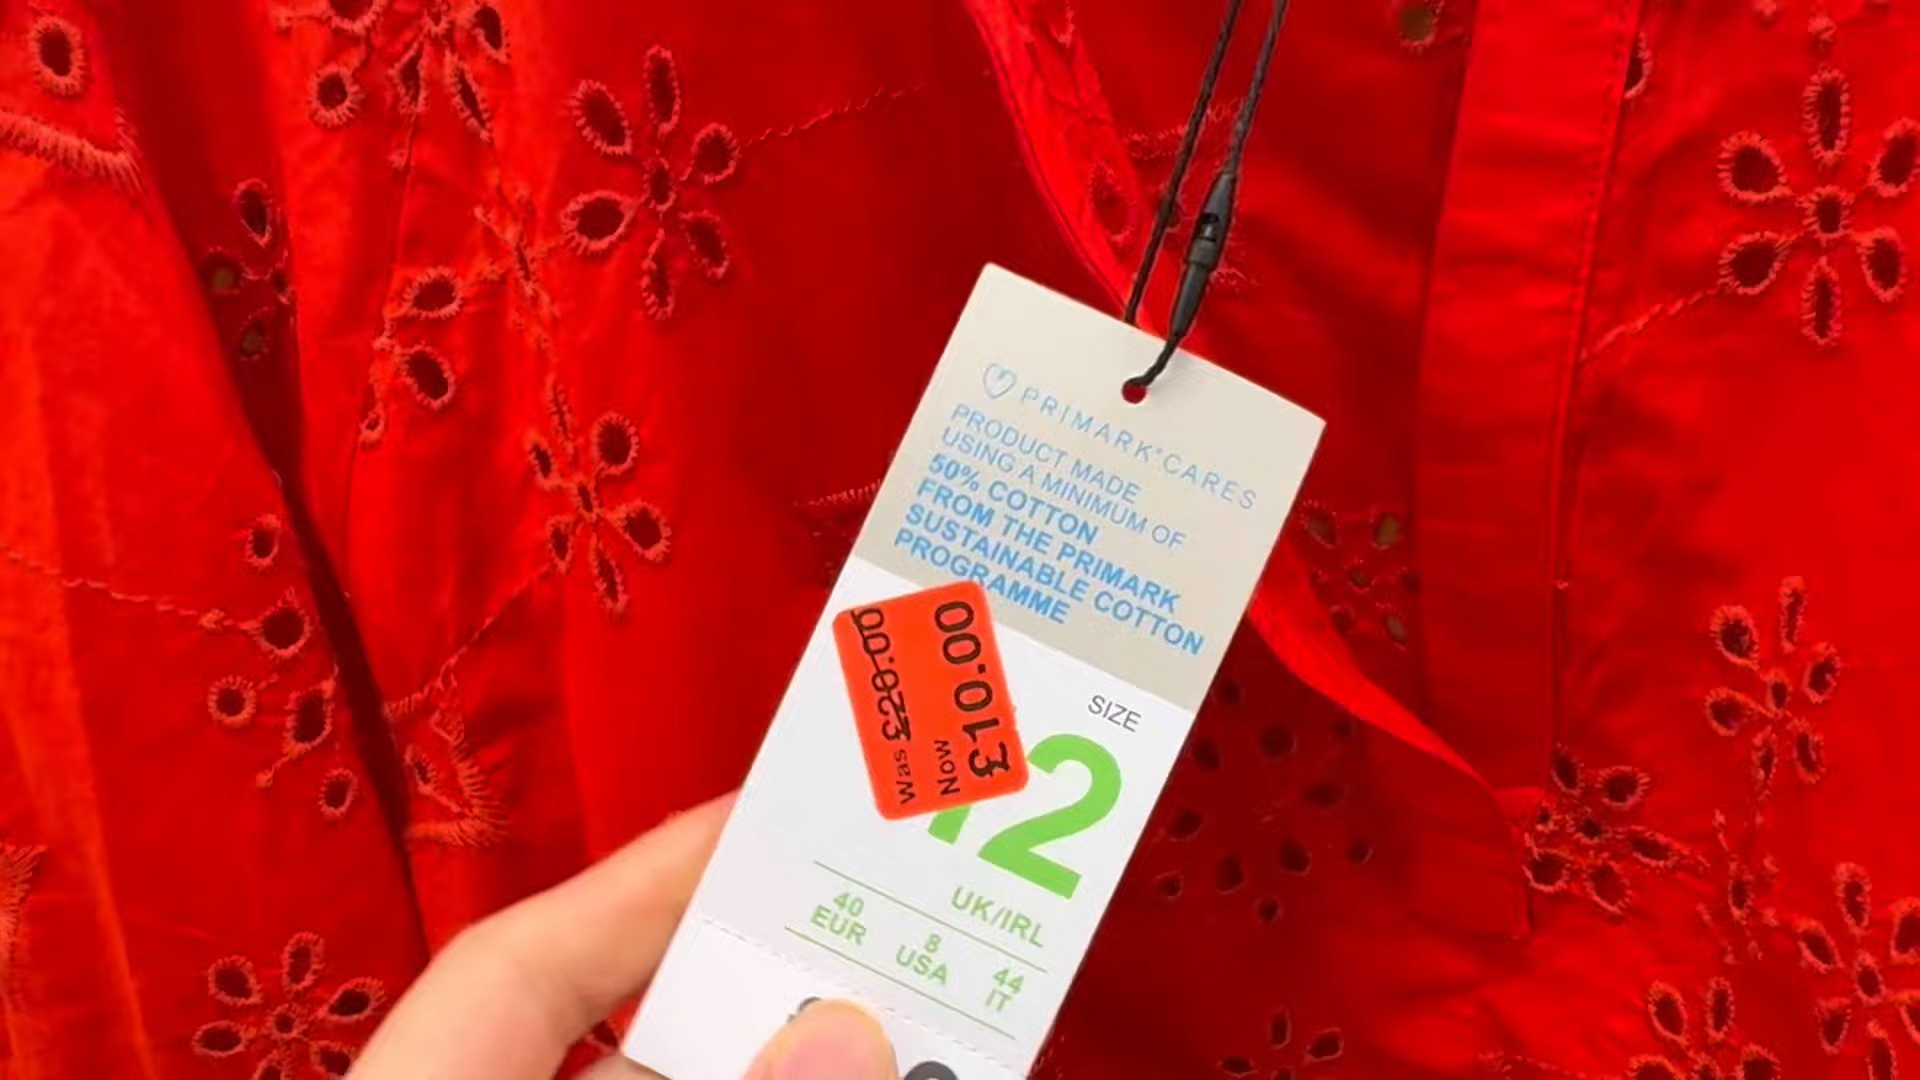 PRIMARK®CARES
PRODUCT MADE
USING A MINIMUM OF
50% COTTON
FROM THE PRIMARK
SUSTAINABLE COTTON
PROGRAMME
Was £20.00
Now £10.00
SIZE
12
UK/IRL
40
EUR
8
USA
44
IT